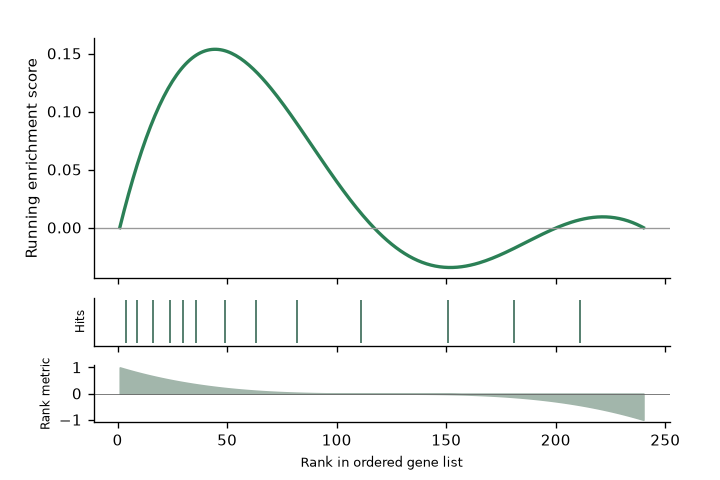 Running enrichment score
0.15
0.10
0.05
0.00
Hits
Rank metric
1
0
−1
0 50 100 150 200 250
Rank in ordered gene list